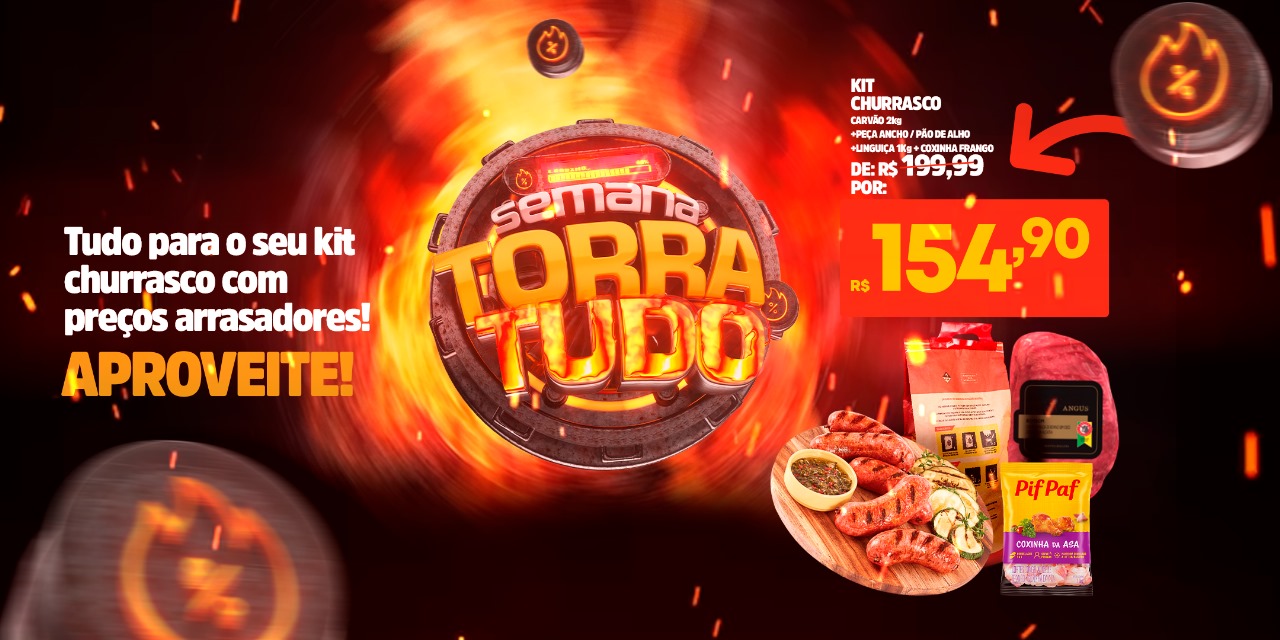 Tudo para o seu kit
churrasco com
preços arrasadores!
APROVEITE!
semana
TORRA
TUDO
KIT
CHURRASCO
CARVÃO 2kg
+PEÇA ANCHO / PÃO DE ALHO
+LINGUIÇA 1Kg + COXINHA FRANGO
DE: R$ 199,99
POR:
R$ 154,90
ANGUS
Pif Paf
COXINHA DA ASA